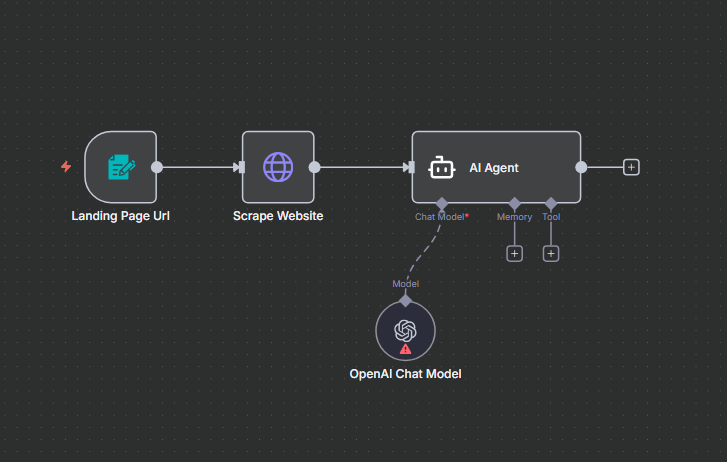 AI Agent
Landing Page Url
Scrape Website
Chat Model*
Memory
Tool
Model
OpenAI Chat Model